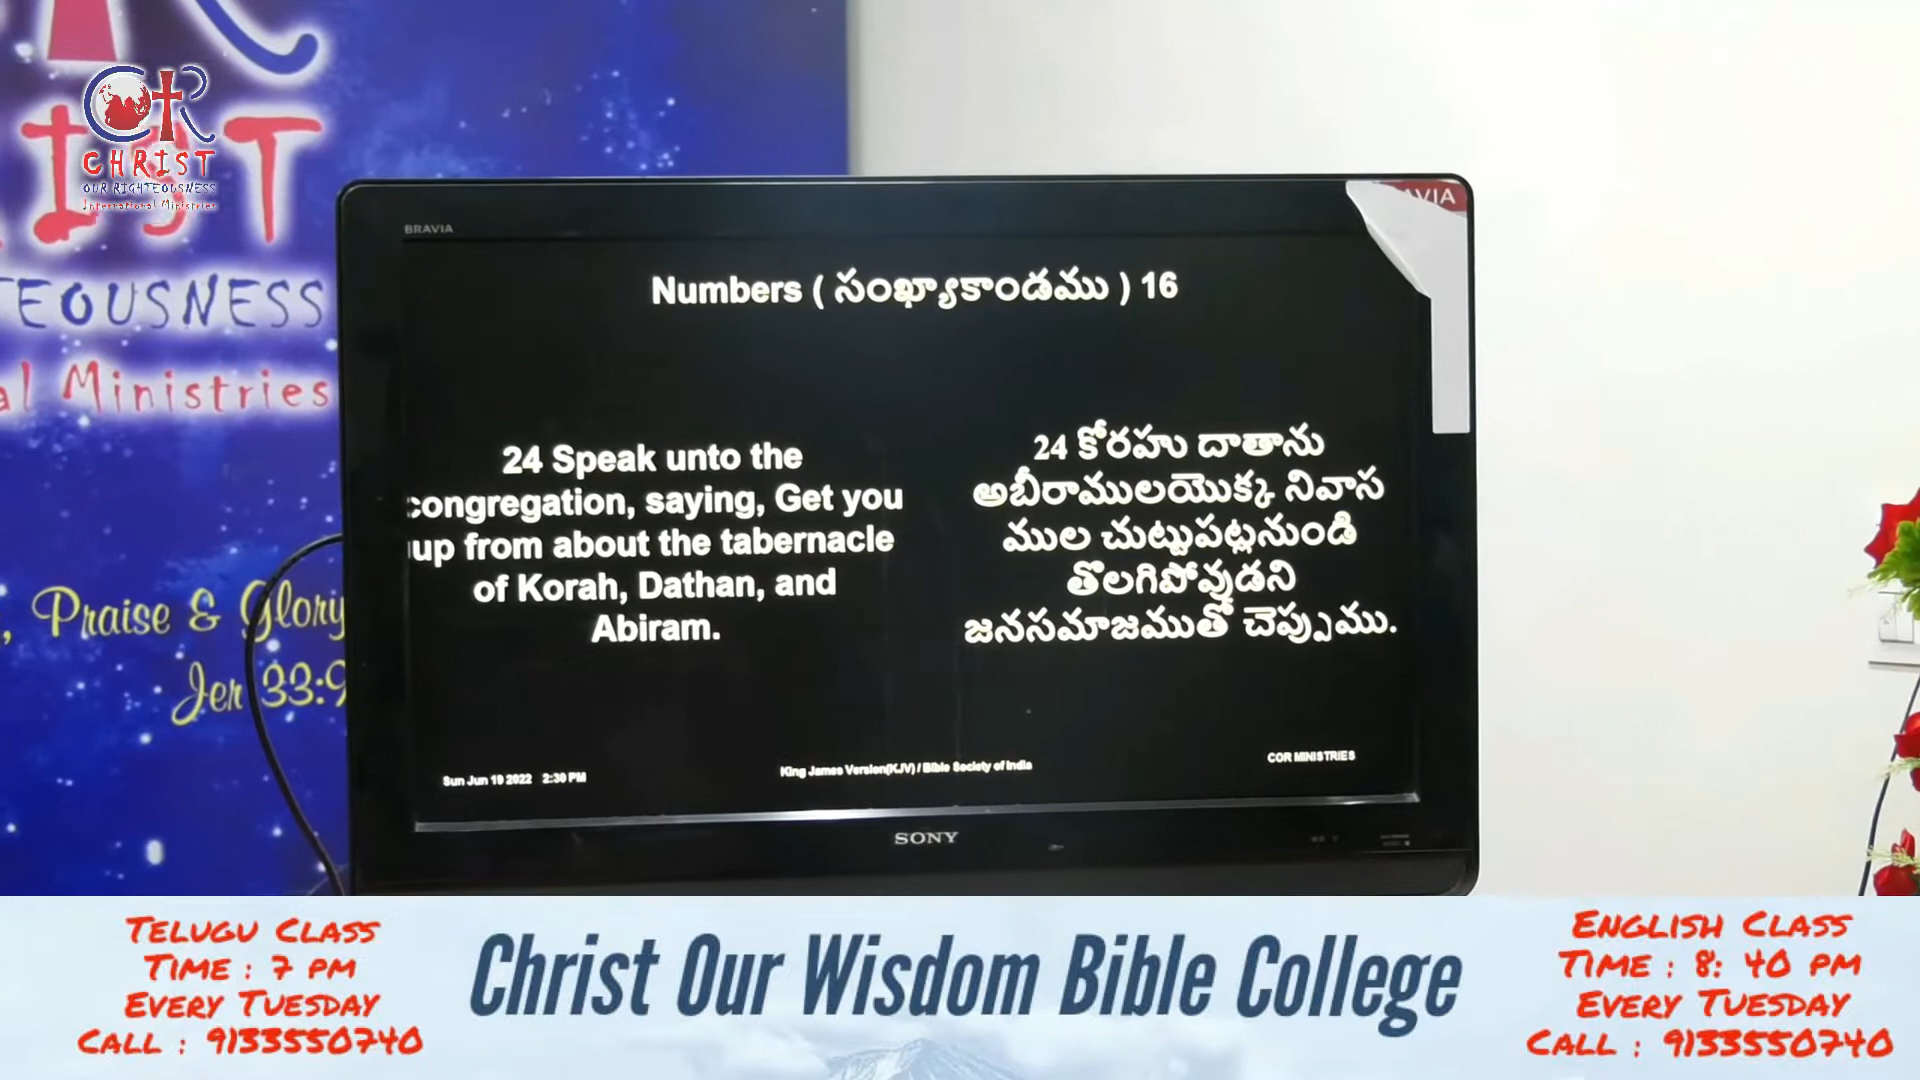 CHRIST
OUR RIGHTEOUSNESS
International Ministries
TEOUSNESS
al Ministries
, Praise & Glory
Jer 33:9
BRAVIA
AVIA
Numbers ( సంఖ్యాకాండము ) 16
24 Speak unto the
congregation, saying, Get you
up from about the tabernacle
of Korah, Dathan, and
Abiram.
24 కోరహు దాతాను
అబీరాములయొక్క నివాస
ముల చుట్టుపట్లనుండి
తొలగిపోవుడని
జనసమాజముతో చెప్పుము.
Sun Jun 19 2022 2:30 PM
King James Version(KJV) / Bible Society of India
COR MINISTRIES
SONY
TELUGU CLASS
TIME : 7 PM
EVERY TUESDAY
CALL : 9133550740
Christ Our Wisdom Bible College
ENGLISH CLASS
TIME : 8: 40 PM
EVERY TUESDAY
CALL : 9133550740